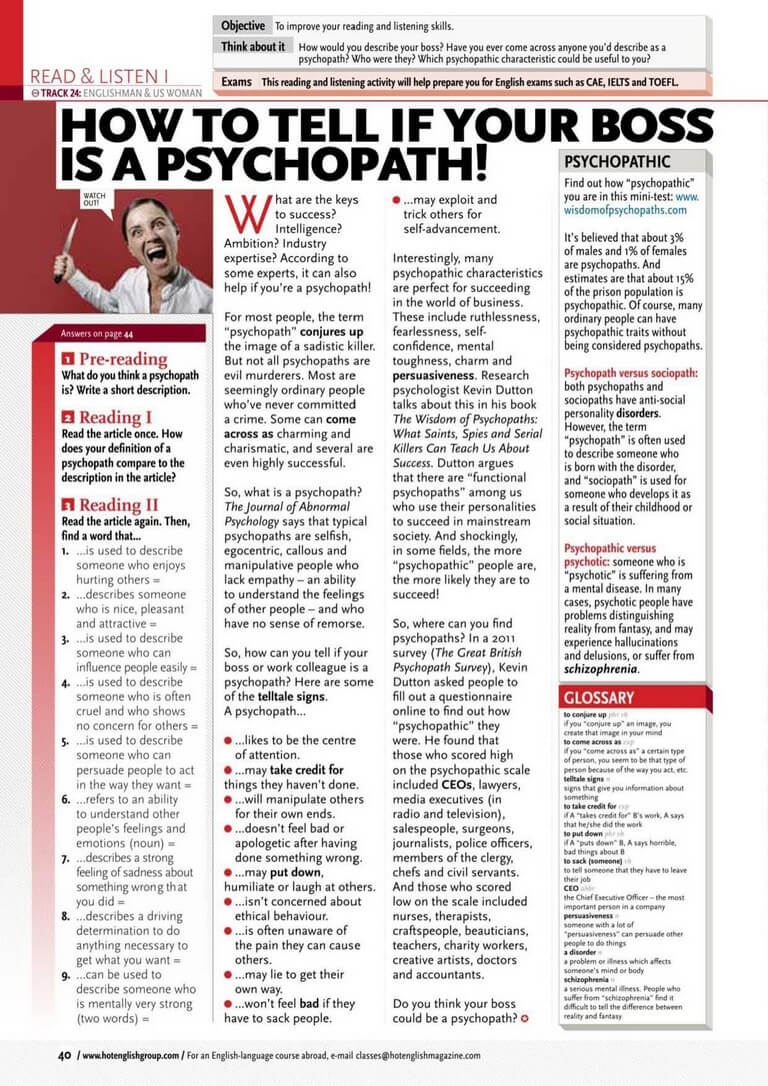 Objective To improve your reading and listening skills.
Think about it How would you describe your boss? Have you ever come across anyone you'd describe as a
psychopath? Who were they? Which psychopathic characteristic could be useful to you?
Exams This reading and listening activity will help prepare you for English exams such as CAE, IELTS and TOEFL.
READ & LISTEN I
TRACK 24: ENGLISHMAN & US WOMAN
HOW TO TELL IF YOUR BOSS
IS A PSYCHOPATH!
WATCH
OUT!
Answers on page 44
1 Pre-reading
What do you think a psychopath
is? Write a short description.
2 Reading I
Read the article once. How
does your definition of a
psychopath compare to the
description in the article?
3 Reading II
Read the article again. Then,
find a word that...
1. ...is used to describe
someone who enjoys
hurting others =
2. ...describes someone
who is nice, pleasant
and attractive =
3. ...is used to describe
someone who can
influence people easily =
4. ...is used to describe
someone who is often
cruel and who shows
no concern for others =
5. ...is used to describe
someone who can
persuade people to act
in the way they want =
6. ...refers to an ability
to understand other
people's feelings and
emotions (noun) =
7. ...describes a strong
feeling of sadness about
something wrong that
you did =
8. ...describes a driving
determination to do
anything necessary to
get what you want =
9. ...can be used to
describe someone who
is mentally very strong
(two words) =
What are the keys
to success?
Intelligence?
Ambition? Industry
expertise? According to
some experts, it can also
help if you're a psychopath!
For most people, the term
"psychopath" conjures up
the image of a sadistic killer.
But not all psychopaths are
evil murderers. Most are
seemingly ordinary people
who've never committed
a crime. Some can come
across as charming and
charismatic, and several are
even highly successful.
So, what is a psychopath?
The Journal of Abnormal
Psychology says that typical
psychopaths are selfish,
egocentric, callous and
manipulative people who
lack empathy – an ability
to understand the feelings
of other people – and who
have no sense of remorse.
So, how can you tell if your
boss or work colleague is a
psychopath? Here are some
of the telltale signs.
A psychopath...
● ...likes to be the centre
of attention.
● ...may take credit for
things they haven't done.
● ...will manipulate others
for their own ends.
● ...doesn't feel bad or
apologetic after having
done something wrong.
● ...may put down,
humiliate or laugh at others.
● ...isn't concerned about
ethical behaviour.
● ...is often unaware of
the pain they can cause
others.
● ...may lie to get their
own way.
● ...won't feel bad if they
have to sack people.
● ...may exploit and
trick others for
self-advancement.
Interestingly, many
psychopathic characteristics
are perfect for succeeding
in the world of business.
These include ruthlessness,
fearlessness, self-
confidence, mental
toughness, charm and
persuasiveness. Research
psychologist Kevin Dutton
talks about this in his book
The Wisdom of Psychopaths:
What Saints, Spies and Serial
Killers Can Teach Us About
Success. Dutton argues
that there are "functional
psychopaths" among us
who use their personalities
to succeed in mainstream
society. And shockingly,
in some fields, the more
"psychopathic" people are,
the more likely they are to
succeed!
So, where can you find
psychopaths? In a 2011
survey (The Great British
Psychopath Survey), Kevin
Dutton asked people to
fill out a questionnaire
online to find out how
"psychopathic" they
were. He found that
those who scored high
on the psychopathic scale
included CEOs, lawyers,
media executives (in
radio and television),
salespeople, surgeons,
journalists, police officers,
members of the clergy,
chefs and civil servants.
And those who scored
low on the scale included
nurses, therapists,
craftspeople, beauticians,
teachers, charity workers,
creative artists, doctors
and accountants.
Do you think your boss
could be a psychopath?
PSYCHOPATHIC
Find out how "psychopathic"
you are in this mini-test: www.
wisdomofpsychopaths.com
It's believed that about 3%
of males and 1% of females
are psychopaths. And
estimates are that about 15%
of the prison population is
psychopathic. Of course, many
ordinary people can have
psychopathic traits without
being considered psychopaths.
Psychopath versus sociopath:
both psychopaths and
sociopaths have anti-social
personality disorders.
However, the term
"psychopath" is often used
to describe someone who
is born with the disorder,
and "sociopath" is used for
someone who develops it as
a result of their childhood or
social situation.
Psychopathic versus
psychotic: someone who is
"psychotic" is suffering from
a mental disease. In many
cases, psychotic people have
problems distinguishing
reality from fantasy, and may
experience hallucinations
and delusions, or suffer from
schizophrenia.
GLOSSARY
to conjure up phr vb
if you "conjure up" an image, you
create that image in your mind
to come across as exp
if you "come across as" a certain type
of person, you seem to be that type of
person because of the way you act, etc.
telltale signs n
signs that give you information about
something
to take credit for exp
if A "takes credit for" B's work, A says
that he/she did the work
to put down phr vb
if A "puts down" B, A says horrible,
bad things about B
to sack (someone) vb
to tell someone that they have to leave
their job
CEO abbr
the Chief Executive Officer – the most
important person in a company
persuasiveness n
someone with a lot of
"persuasiveness" can persuade other
people to do things
a disorder n
a problem or illness which affects
someone's mind or body
schizophrenia n
a serious mental illness. People who
suffer from "schizophrenia" find it
difficult to tell the difference between
reality and fantasy
40 / www.hotenglishgroup.com / For an English-language course abroad, e-mail classes@hotenglishmagazine.com